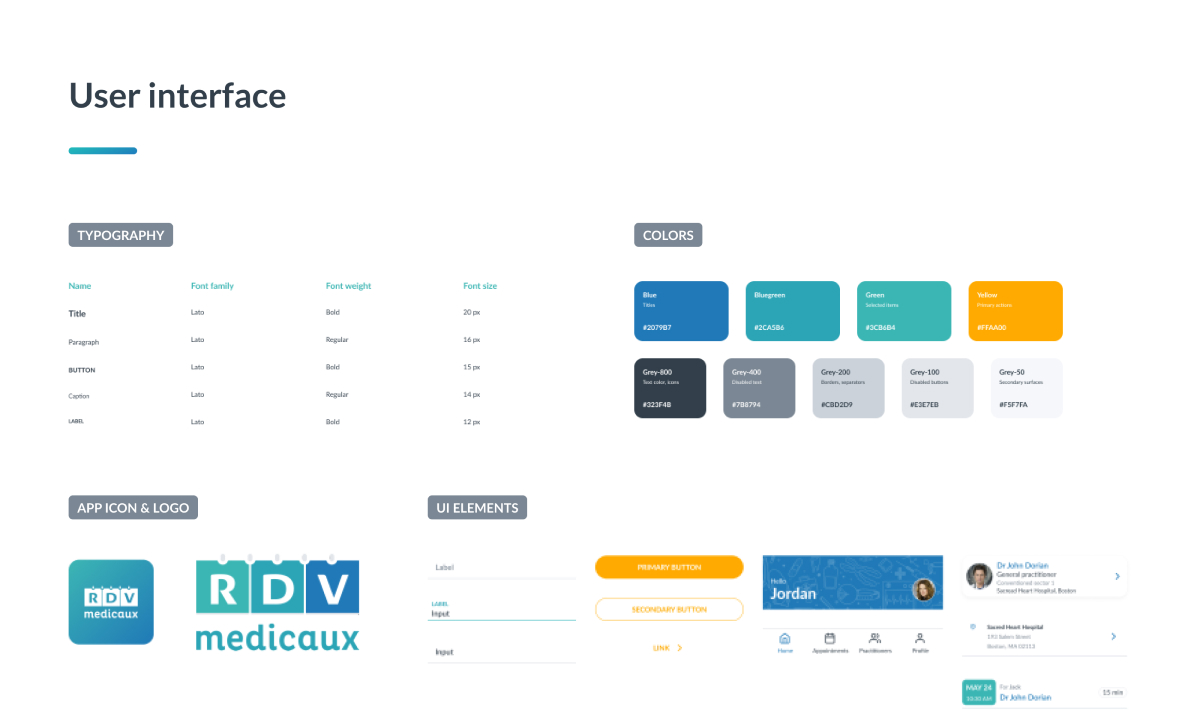 User interface
TYPOGRAPHY
Name Font family Font weight Font size
Title Lato Bold 20 px
Paragraph Lato Regular 16 px
BUTTON Lato Bold 15 px
Caption Lato Regular 14 px
LABEL Lato Bold 12 px
COLORS
Blue
Titles
#2079B7
Bluegreen
#2CA5B6
Green
Selected items
#3CB6B4
Yellow
Primary actions
#FFAA00
Grey-800
Text color, icons
#323F4B
Grey-400
Disabled text
#7B8794
Grey-200
Borders, separators
#CBD2D9
Grey-100
Disabled buttons
#E3E7EB
Grey-50
Secondary surfaces
#F5F7FA
APP ICON & LOGO
RDV
medicaux
RDV
medicaux
UI ELEMENTS
Label
LABEL
Input
Input
PRIMARY BUTTON
SECONDARY BUTTON
LINK
Hello,
Jordan
Home Appointments Practitioners Profile
Dr John Dorian
General practitioner
Conventioned sector 1
Sacread Heart Hospital, Boston
Sacred Heart Hospital
Boston, MA 02112
MAY 24
10:30 AM
For Jack
Dr John Dorian
15 min